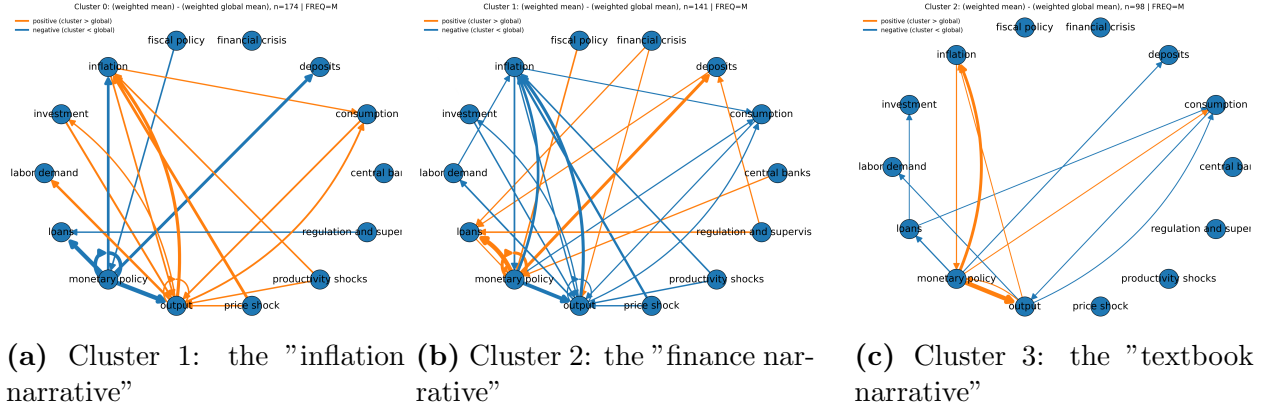 Cluster 0: (weighted mean) - (weighted global mean), n=174 | FREQ=M
positive (cluster > global)
negative (cluster < global)
fiscal policy
financial crisis
inflation
deposits
investment
consumption
labor demand
central bar
loans
regulation and super
monetary policy
productivity shocks
output
price shock
Cluster 1: (weighted mean) - (weighted global mean), n=141 | FREQ=M
positive (cluster > global)
negative (cluster < global)
fiscal policy
financial crisis
inflation
deposits
investment
consumption
labor demand
central banks
loans
regulation and supervis
monetary policy
productivity shocks
output
price shock
Cluster 2: (weighted mean) - (weighted global mean), n=98 | FREQ=M
positive (cluster > global)
negative (cluster < global)
fiscal policy
financial crisis
inflation
deposits
investment
consumption
labor demand
central bar
loans
regulation and super
monetary policy
productivity shocks
output
price shock
(a) Cluster 1: the "inflation
narrative"
(b) Cluster 2: the "finance nar-
rative"
(c) Cluster 3: the "textbook
narrative"